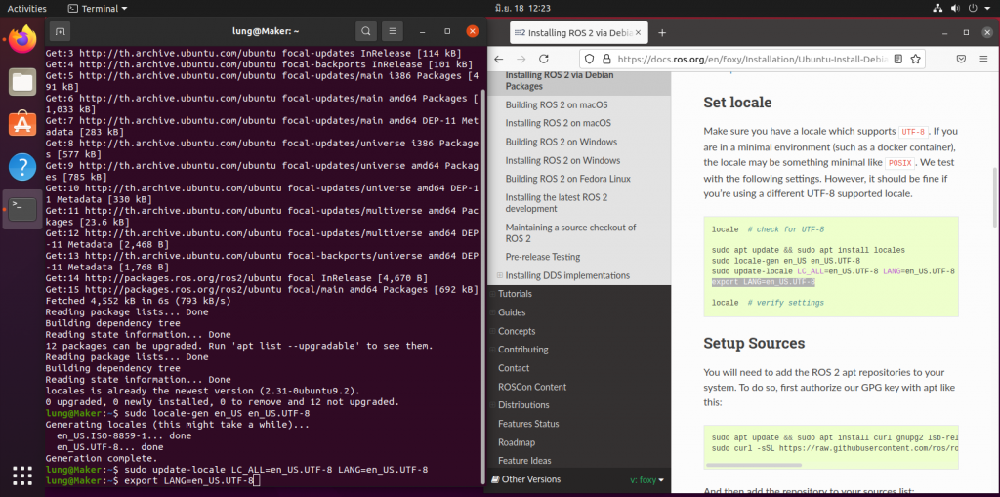 Activities
Terminal
มิ.ย. 18 12:23
lung@Maker: ~
Get:3 http://th.archive.ubuntu.com/ubuntu focal-updates InRelease [114 kB]
Get:4 http://th.archive.ubuntu.com/ubuntu focal-backports InRelease [101 kB]
Get:5 http://th.archive.ubuntu.com/ubuntu focal-updates/main i386 Packages [4
91 kB]
Get:6 http://th.archive.ubuntu.com/ubuntu focal-updates/main amd64 Packages [
1,033 kB]
Get:7 http://th.archive.ubuntu.com/ubuntu focal-updates/main amd64 DEP-11 Met
adata [283 kB]
Get:8 http://th.archive.ubuntu.com/ubuntu focal-updates/universe i386 Package
s [577 kB]
Get:9 http://th.archive.ubuntu.com/ubuntu focal-updates/universe amd64 Packag
es [785 kB]
Get:10 http://th.archive.ubuntu.com/ubuntu focal-updates/universe amd64 DEP-1
1 Metadata [330 kB]
Get:11 http://th.archive.ubuntu.com/ubuntu focal-updates/multiverse amd64 Pac
kages [23.6 kB]
Get:12 http://th.archive.ubuntu.com/ubuntu focal-updates/multiverse amd64 DEP
-11 Metadata [2,468 B]
Get:13 http://th.archive.ubuntu.com/ubuntu focal-backports/universe amd64 DEP
-11 Metadata [1,768 B]
Get:14 http://packages.ros.org/ros2/ubuntu focal InRelease [4,670 B]
Get:15 http://packages.ros.org/ros2/ubuntu focal/main amd64 Packages [692 kB]
Fetched 4,552 kB in 6s (793 kB/s)
Reading package lists... Done
Building dependency tree
Reading state information... Done
12 packages can be upgraded. Run 'apt list --upgradable' to see them.
Reading package lists... Done
Building dependency tree
Reading state information... Done
locales is already the newest version (2.31-0ubuntu9.2).
0 upgraded, 0 newly installed, 0 to remove and 12 not upgraded.
lung@Maker:~$ sudo locale-gen en_US en_US.UTF-8
Generating locales (this might take a while)...
en_US.ISO-8859-1... done
en_US.UTF-8... done
Generation complete.
lung@Maker:~$ sudo update-locale LC_ALL=en_US.UTF-8 LANG=en_US.UTF-8
lung@Maker:~$ export LANG=en_US.UTF-8
Installing ROS 2 via Debia
https://docs.ros.org/en/foxy/Installation/Ubuntu-Install-Debi
Installing ROS 2 via Debian
Packages
Building ROS 2 on macOS
Installing ROS 2 on macOS
Building ROS 2 on Windows
Installing ROS 2 on Windows
Building ROS 2 on Fedora Linux
Installing the latest ROS 2
development
Maintaining a source checkout of
ROS 2
Pre-release Testing
Installing DDS implementations
Tutorials
Guides
Concepts
Contributing
Contact
ROSCon Content
Distributions
Features Status
Roadmap
Feature Ideas
Other Versions
v: foxy
Set locale
Make sure you have a locale which supports UTF-8 . If you
are in a minimal environment (such as a docker container),
the locale may be something minimal like POSIX . We test
with the following settings. However, it should be fine if
you're using a different UTF-8 supported locale.
locale # check for UTF-8
sudo apt update && sudo apt install locales
sudo locale-gen en_US en_US.UTF-8
sudo update-locale LC_ALL=en_US.UTF-8 LANG=en_US.UTF-8
export LANG=en_US.UTF-8
locale # verify settings
Setup Sources
You will need to add the ROS 2 apt repositories to your
system. To do so, first authorize our GPG key with apt like
this:
sudo apt update && sudo apt install curl gnupg2 lsb-rel
sudo curl -sSL https://raw.githubusercontent.com/ros/ro
And then add the repository to your sources list: